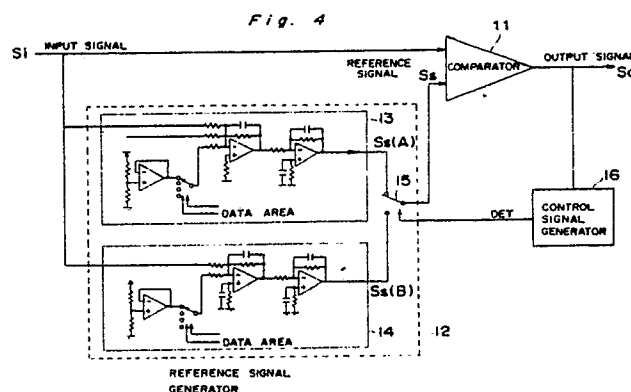 Fig. 4
Si
INPUT SIGNAL
11
COMPARATOR
OUTPUT SIGNAL
REFERENCE
SIGNAL
Ss
13
Ss(A)
15
16
DATA AREA
DET
CONTROL
SIGNAL
GENERATOR
Ss(B)
DATA AREA
14
12
REFERENCE SIGNAL
GENERATOR